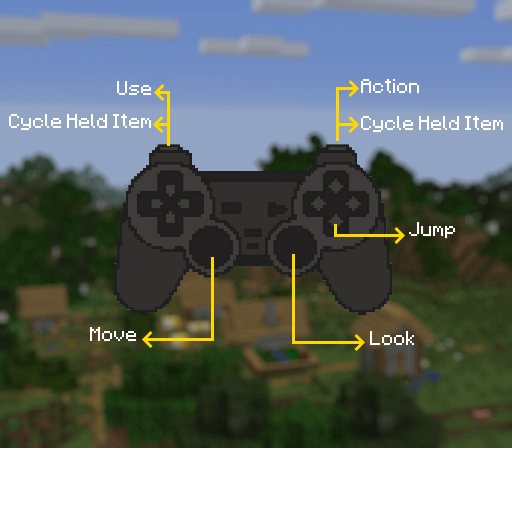 Use
Action
Cycle Held Item
Cycle Held Item
Jump
Move
Look